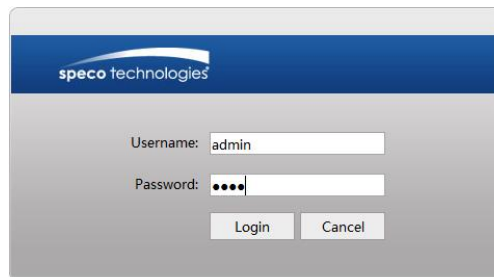 speco technologies
Username: admin
Password: ●●●●
Login Cancel